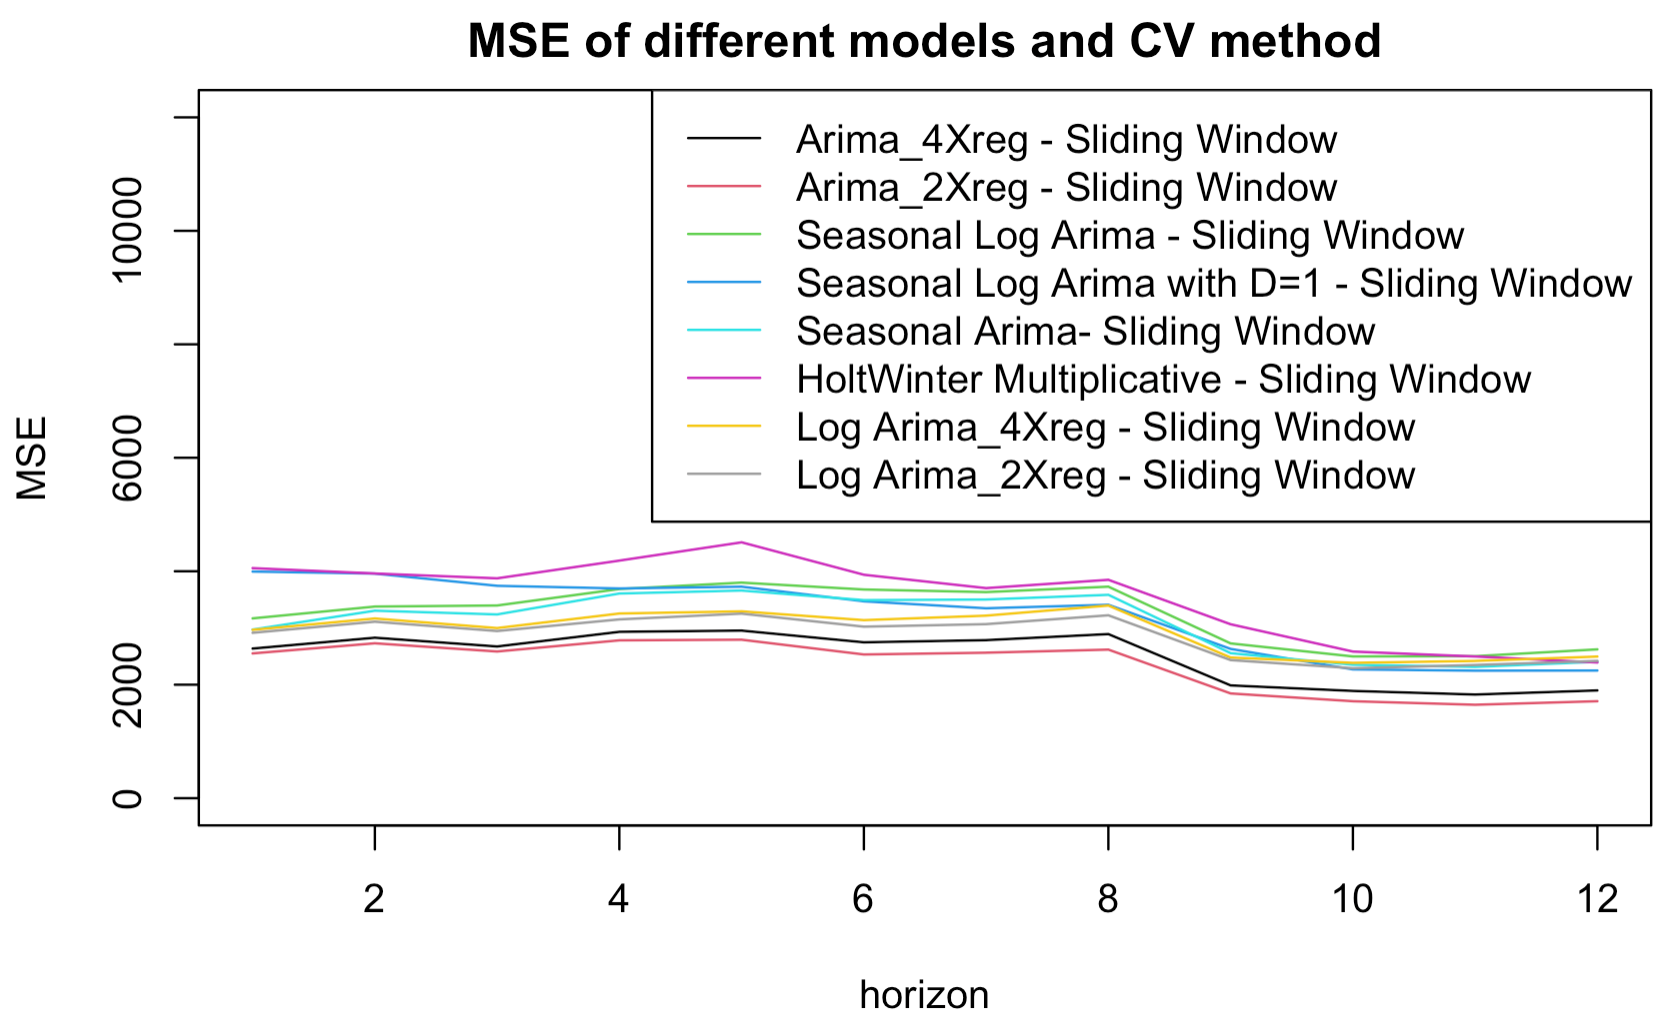 MSE of different models and CV method
Arima_4Xreg - Sliding Window
Arima_2Xreg - Sliding Window
Seasonal Log Arima - Sliding Window
Seasonal Log Arima with D=1 - Sliding Window
Seasonal Arima- Sliding Window
HoltWinter Multiplicative - Sliding Window
Log Arima_4Xreg - Sliding Window
Log Arima_2Xreg - Sliding Window
MSE
10000
6000
2000
0
2 4 6 8 10 12
horizon